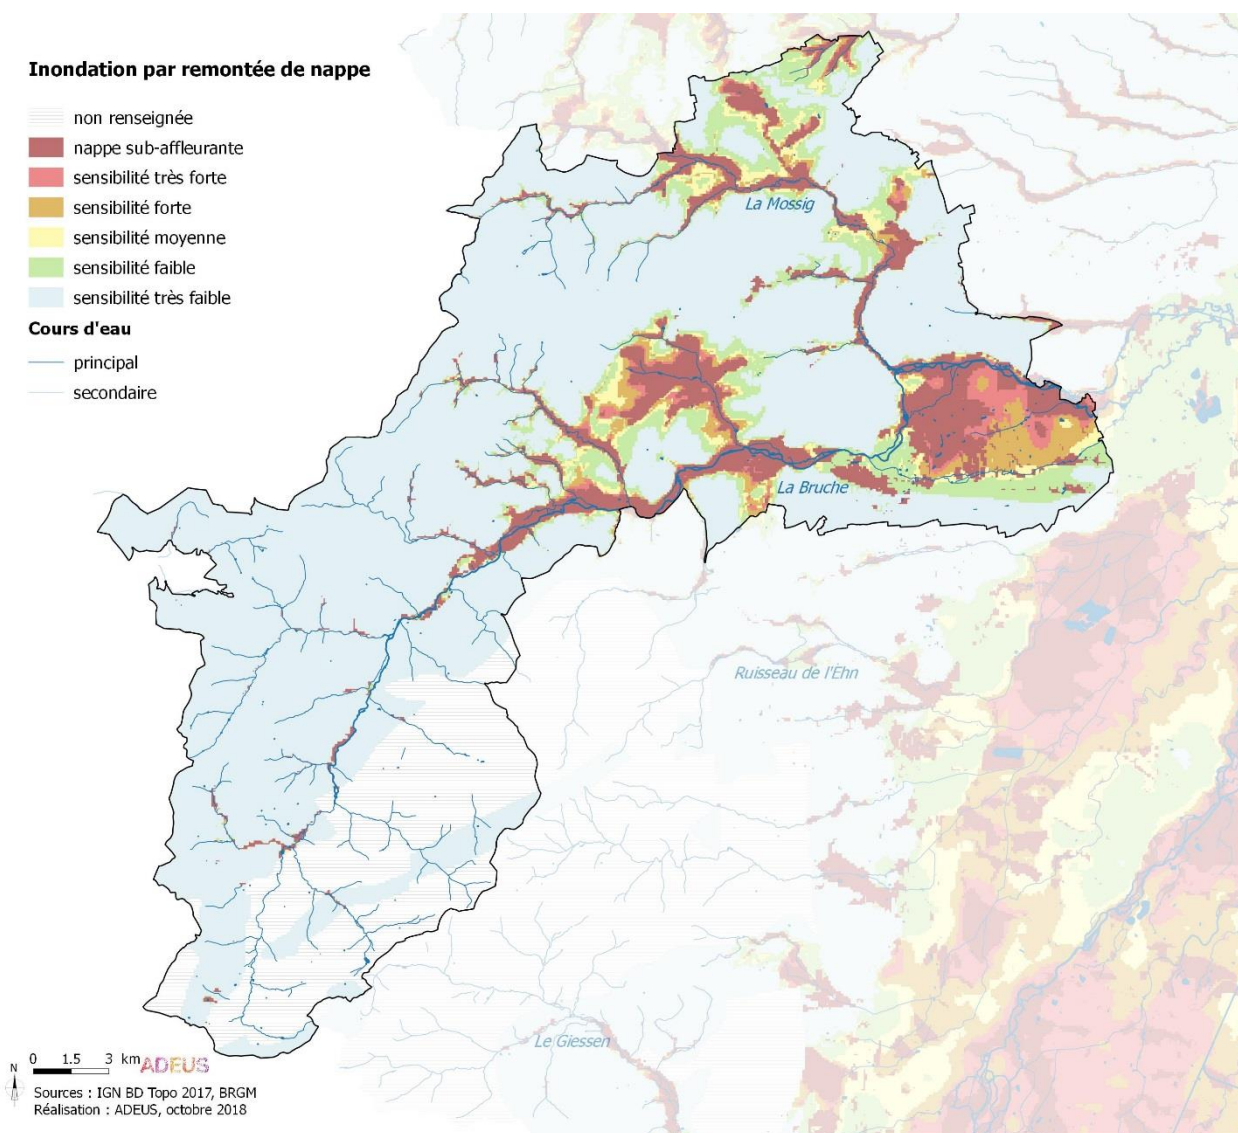 Inondation par remontée de nappe
non renseignée
nappe sub-affleurante
sensibilité très forte
sensibilité forte
sensibilité moyenne
sensibilité faible
sensibilité très faible
Cours d'eau
principal
secondaire
La Mossig
La Bruche
Ruisseau de l'Ehn
Le Giessen
N
0 1.5 3 km
ADEUS
Sources : IGN BD Topo 2017, BRGM
Réalisation : ADEUS, octobre 2018